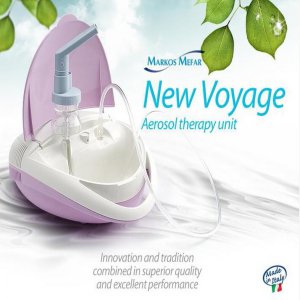 MARKOS MEFAR
New Voyage
Aerosol therapy unit
Innovation and tradition
combined in superior quality
and excellent performance
Made
in Italy